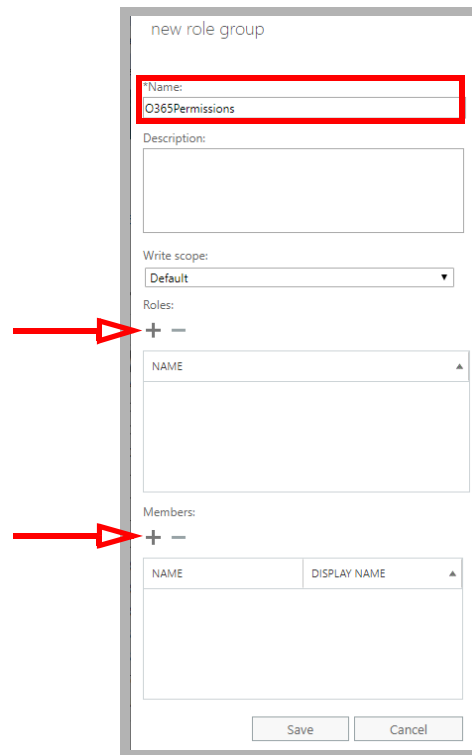 new role group
*Name:
O365Permissions
Description:
Write scope:
Default
Roles:
NAME
Members:
NAME DISPLAY NAME
Save Cancel